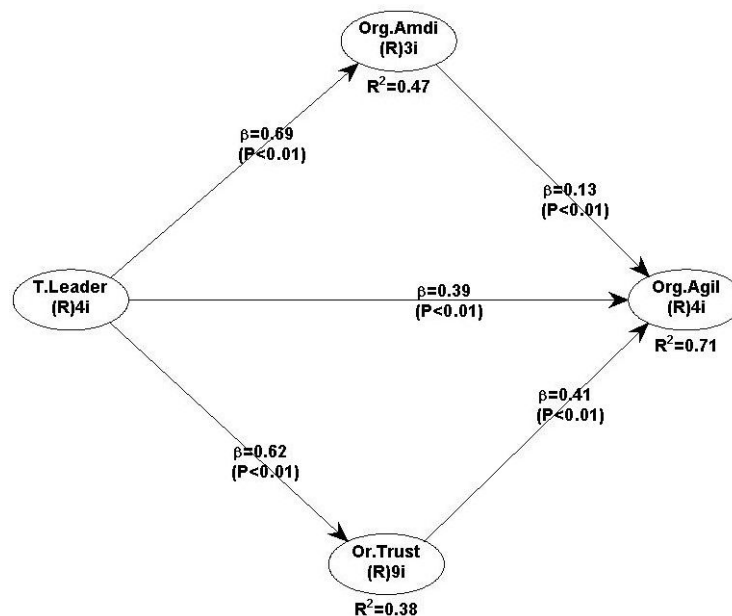 Org.Amdi
(R)3i
R²=0.47
β=0.69
(P<0.01)
β=0.13
(P<0.01)
T.Leader
(R)4i
β=0.39
(P<0.01)
Org.Agil
(R)4i
R²=0.71
β=0.41
(P<0.01)
β=0.62
(P<0.01)
Or.Trust
(R)9i
R²=0.38